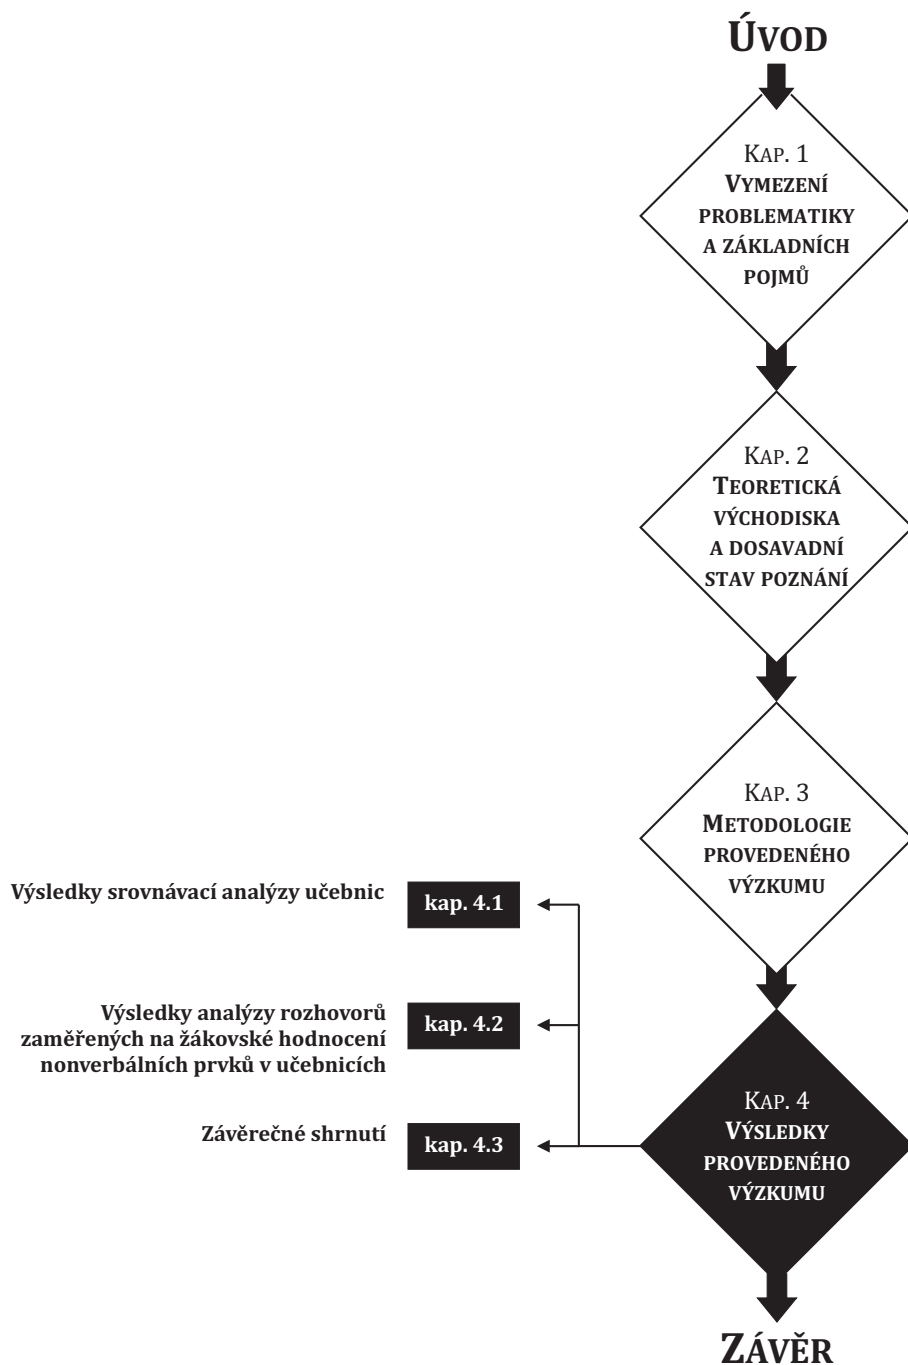 ÚVOD
KAP. 1
VYMEZENÍ
PROBLEMATIKY
A ZÁKLADNÍCH
POJMŮ
KAP. 2
TEORETICKÁ
VÝCHODISKA
A DOSAVADNÍ
STAV POZNÁNÍ
KAP. 3
METODOLOGIE
PROVEDENÉHO
VÝZKUMU
Výsledky srovnávací analýzy učebnic
kap. 4.1
Výsledky analýzy rozhovorů
zaměřených na žákovské hodnocení
nonverbálních prvků v učebnicích
kap. 4.2
Závěrečné shrnutí
kap. 4.3
KAP. 4
VÝSLEDKY
PROVEDENÉHO
VÝZKUMU
ZÁVĚR